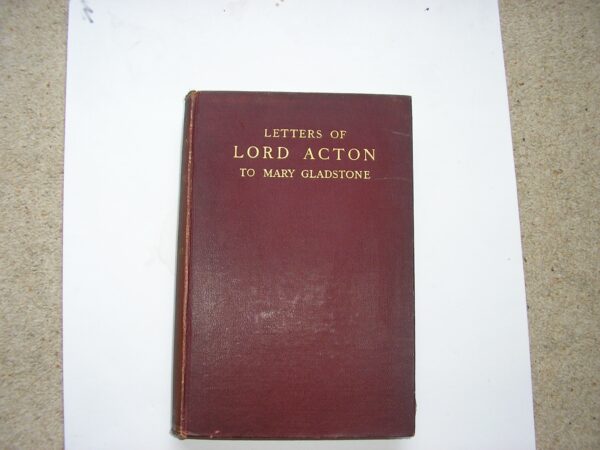 LETTERS OF
LORD ACTON
TO MARY GLADSTONE